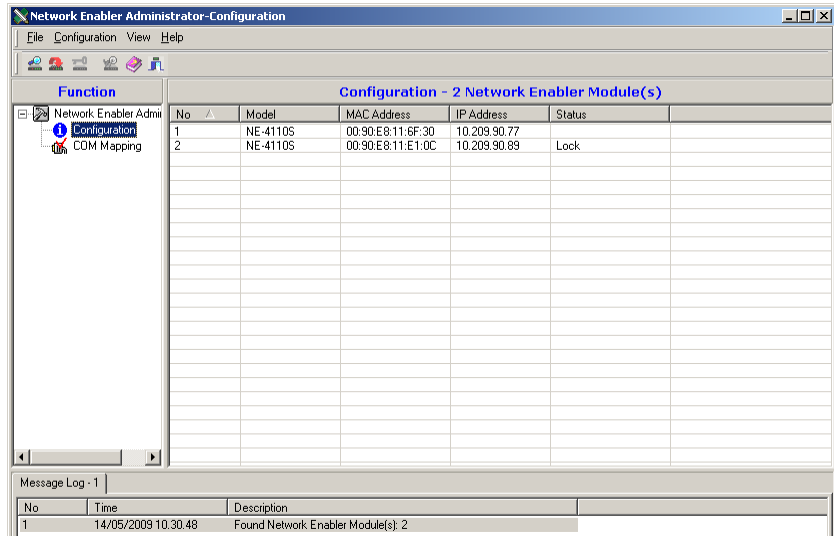 Network Enabler Administrator-Configuration
File Configuration View Help
Function
Configuration - 2 Network Enabler Module(s)
Network Enabler Admi
Configuration
COM Mapping
No Model MAC Address IP Address Status
1 NE-4110S 00:90:E8:11:6F:30 10.209.90.77
2 NE-4110S 00:90:E8:11:E1:0C 10.209.90.89 Lock
Message Log - 1
No Time Description
1 14/05/2009 10.30.48 Found Network Enabler Module(s): 2